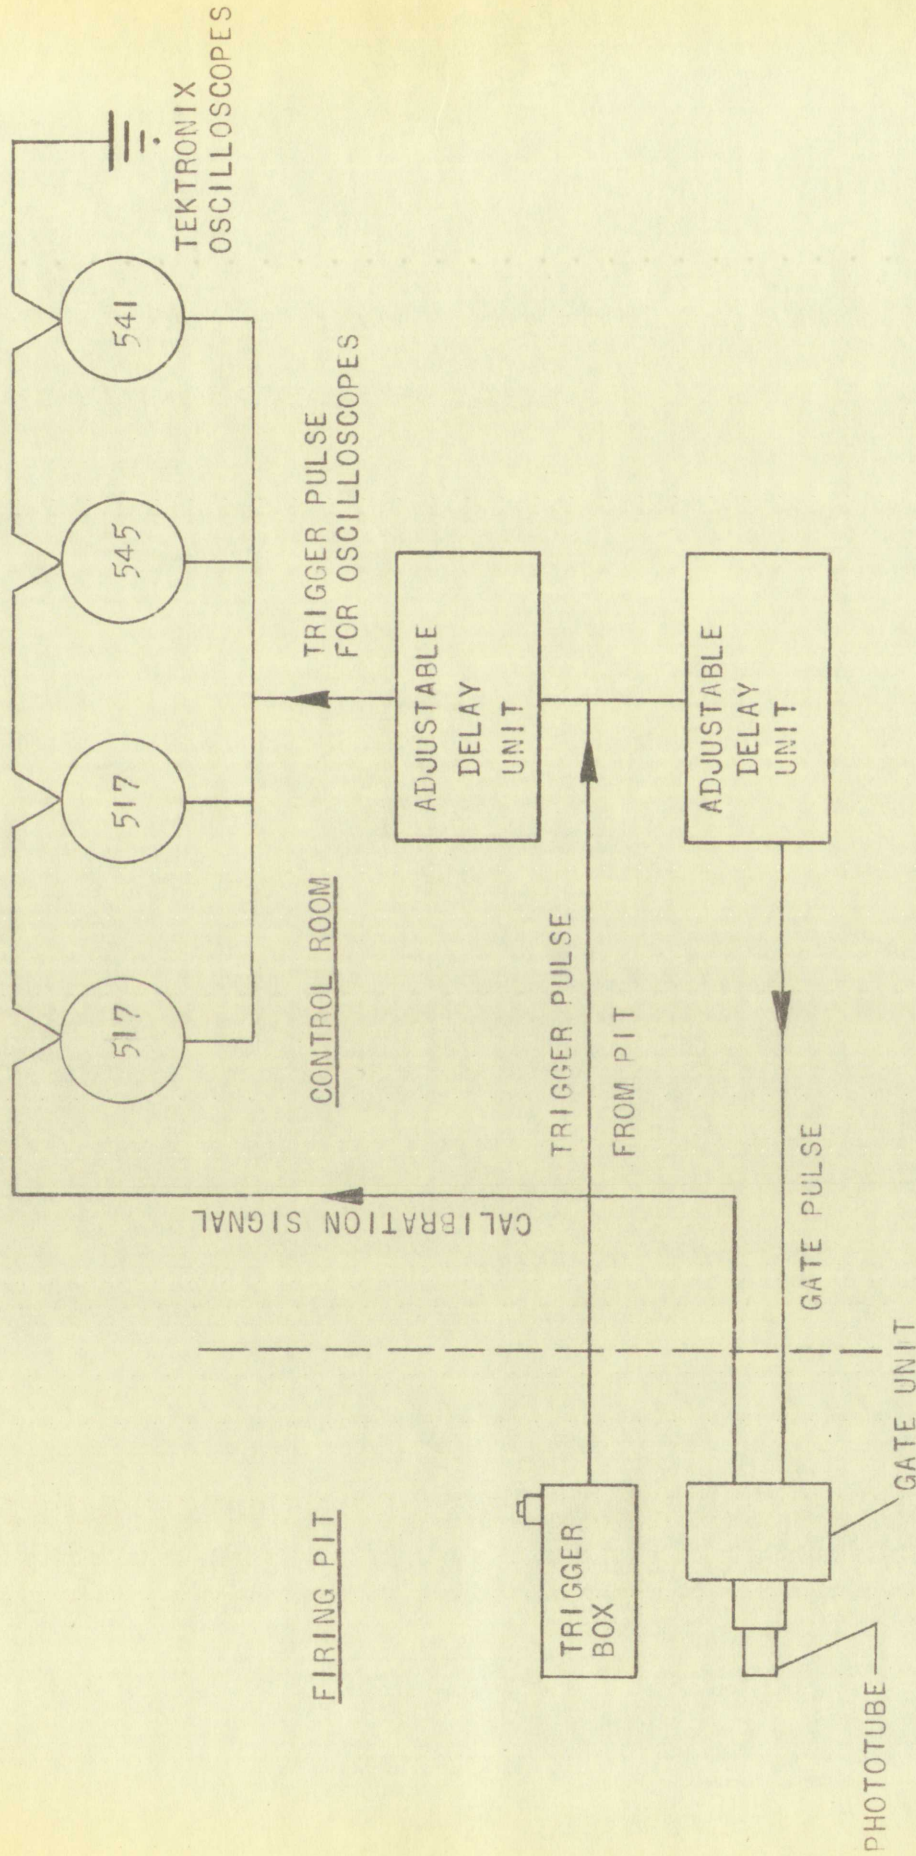 517
517
545
541
TEKTRONIX
OSCILLOSCOPES
CALIBRATION SIGNAL
CONTROL ROOM
TRIGGER PULSE
FOR OSCILLOSCOPES
FIRING PIT
ADJUSTABLE
DELAY
UNIT
TRIGGER PULSE
FROM PIT
TRIGGER
BOX
ADJUSTABLE
DELAY
UNIT
GATE PULSE
PHOTOTUBE
GATE UNIT